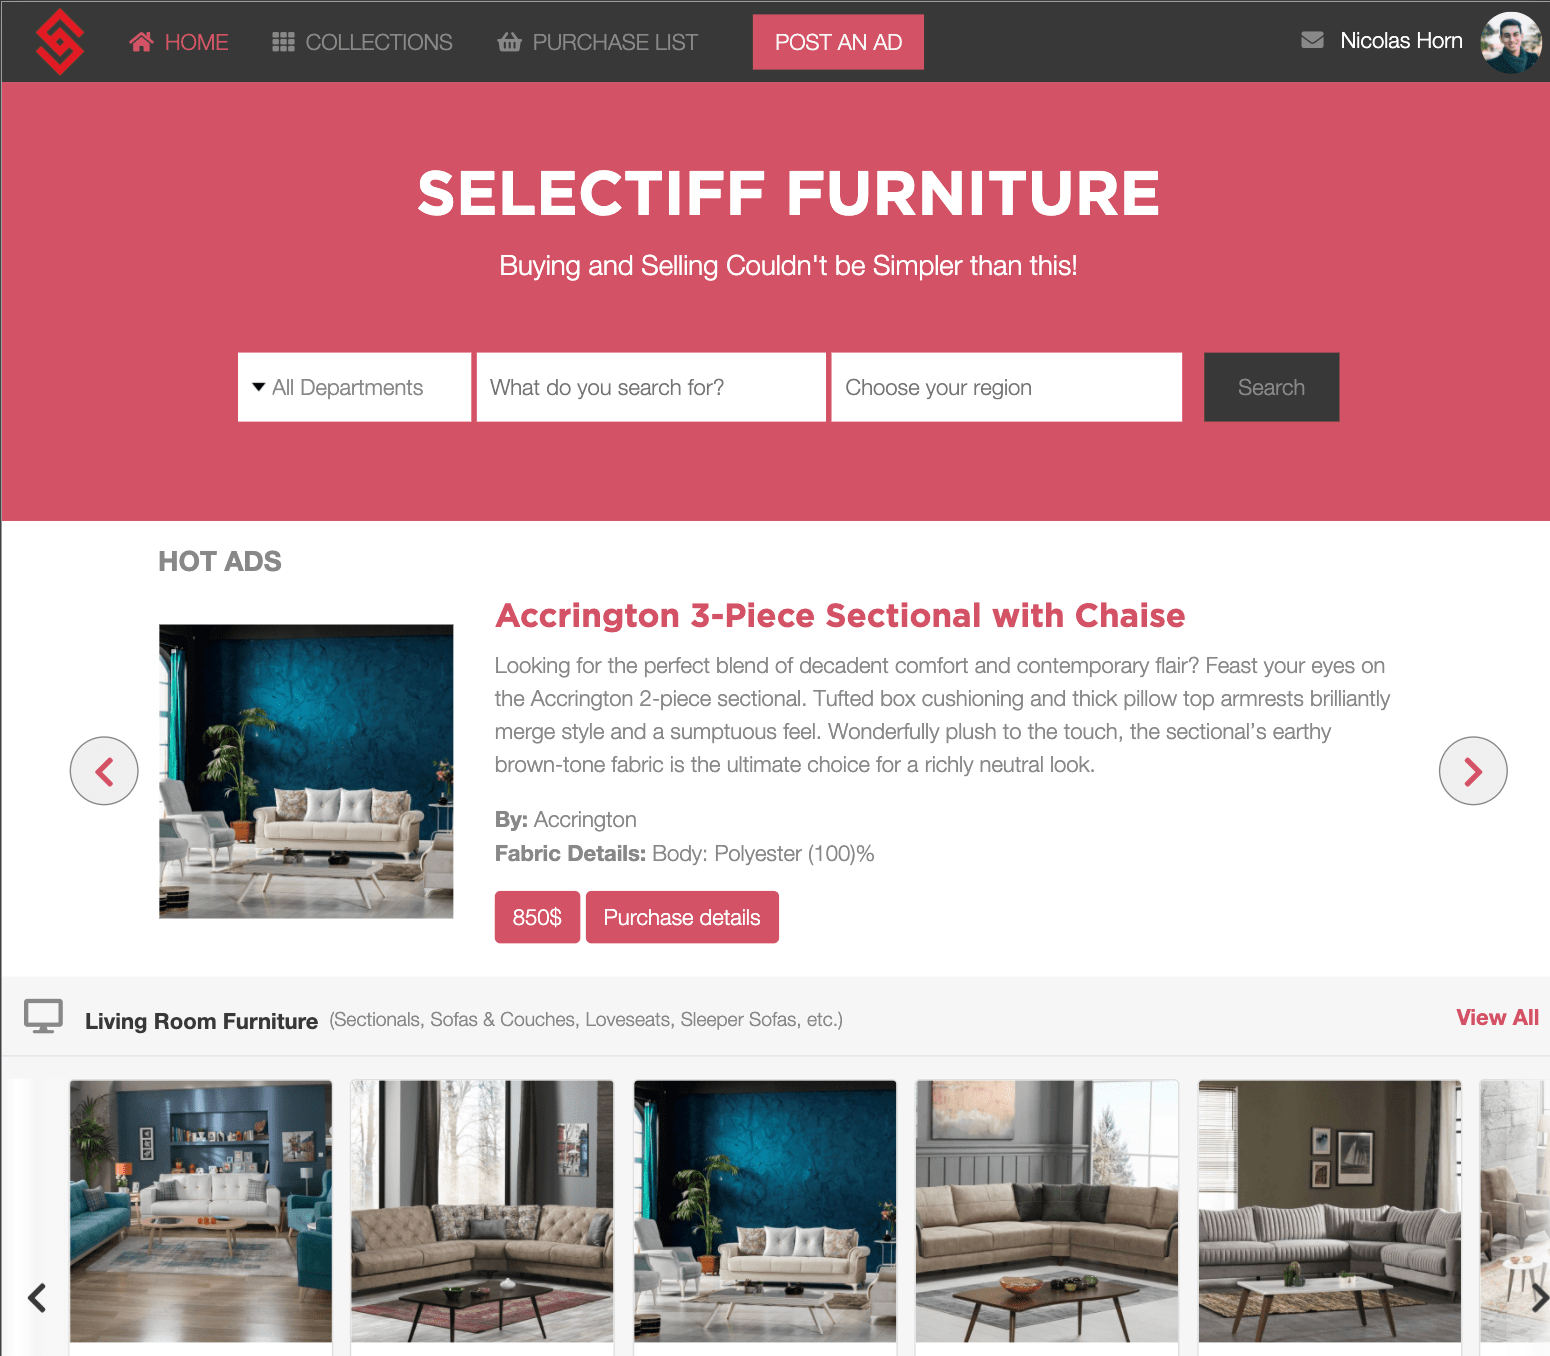 HOME
COLLECTIONS
PURCHASE LIST
POST AN AD
Nicolas Horn
SELECTIFF FURNITURE
Buying and Selling Couldn't be Simpler than this!
All Departments
What do you search for?
Choose your region
Search
HOT ADS
Accrington 3-Piece Sectional with Chaise
Looking for the perfect blend of decadent comfort and contemporary flair? Feast your eyes on
the Accrington 2-piece sectional. Tufted box cushioning and thick pillow top armrests brilliantly
merge style and a sumptuous feel. Wonderfully plush to the touch, the sectional’s earthy
brown-tone fabric is the ultimate choice for a richly neutral look.
By: Accrington
Fabric Details: Body: Polyester (100)%
850$
Purchase details
Living Room Furniture (Sectionals, Sofas & Couches, Loveseats, Sleeper Sofas, etc.)
View All